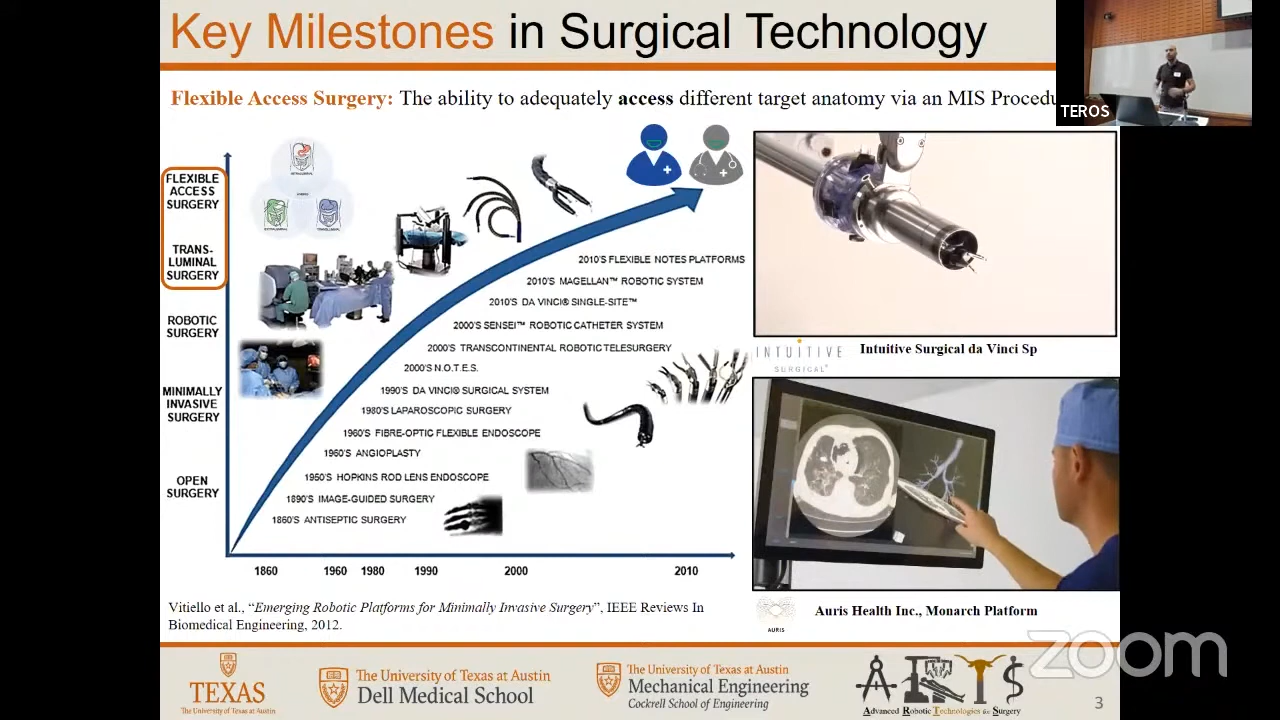 Key Milestones in Surgical Technology
TEROS
Flexible Access Surgery: The ability to adequately access different target anatomy via an MIS Procedu
FLEXIBLE
ACCESS
SURGERY
TRANS-
LUMINAL
SURGERY
ROBOTIC
SURGERY
MINIMALLY
INVASIVE
SURGERY
OPEN
SURGERY
2010'S FLEXIBLE NOTES PLATFORMS
2010'S MAGELLAN™ ROBOTIC SYSTEM
2010'S DA VINCI® SINGLE-SITE™
2000'S SENSEI™ ROBOTIC CATHETER SYSTEM
2000'S TRANSCONTINENTAL ROBOTIC TELESURGERY
2000'S N.O.T.E.S.
1990'S DA VINCI® SURGICAL SYSTEM
1980'S LAPAROSCOPIC SURGERY
1960'S FIBRE-OPTIC FLEXIBLE ENDOSCOPE
1960'S ANGIOPLASTY
1950'S HOPKINS ROD LENS ENDOSCOPE
1890'S IMAGE-GUIDED SURGERY
1860'S ANTISEPTIC SURGERY
1860 1960 1980 1990 2000 2010
INTUITIVE
SURGICAL®
Intuitive Surgical da Vinci Sp
AURIS
Auris Health Inc., Monarch Platform
Vitiello et al., “Emerging Robotic Platforms for Minimally Invasive Surgery”, IEEE Reviews In
Biomedical Engineering, 2012.
zoom
TEXAS
The University of Texas at Austin
The University of Texas at Austin
Dell Medical School
The University of Texas at Austin
Mechanical Engineering
Cockrell School of Engineering
ARTS
Advanced Robotic Technologies for Surgery
3